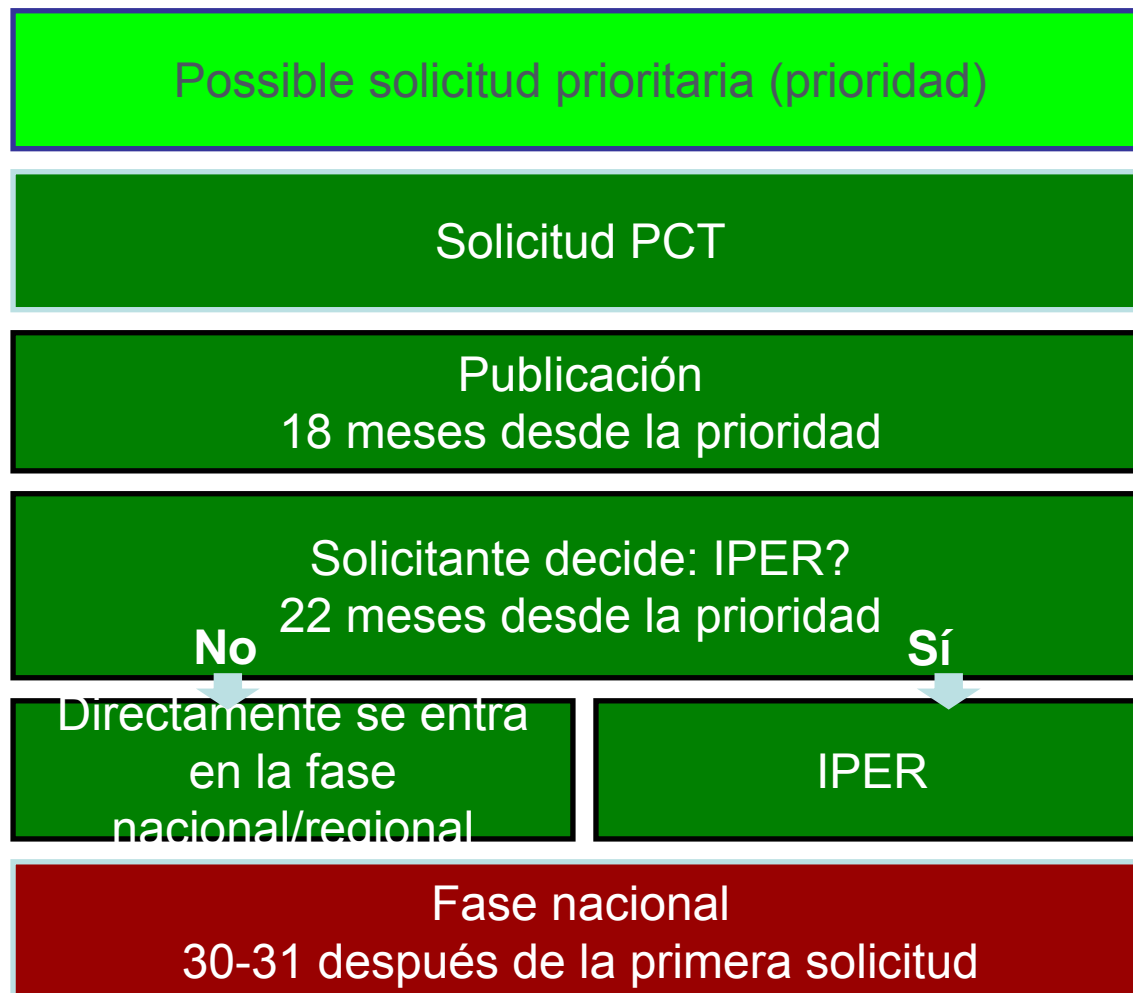 Possible solicitud prioritaria (prioridad)
Solicitud PCT
Publicación
18 meses desde la prioridad
Solicitante decide: IPER?
22 meses desde la prioridad
No
Sí
Directamente se entra
en la fase
nacional/regional
IPER
Fase nacional
30-31 después de la primera solicitud